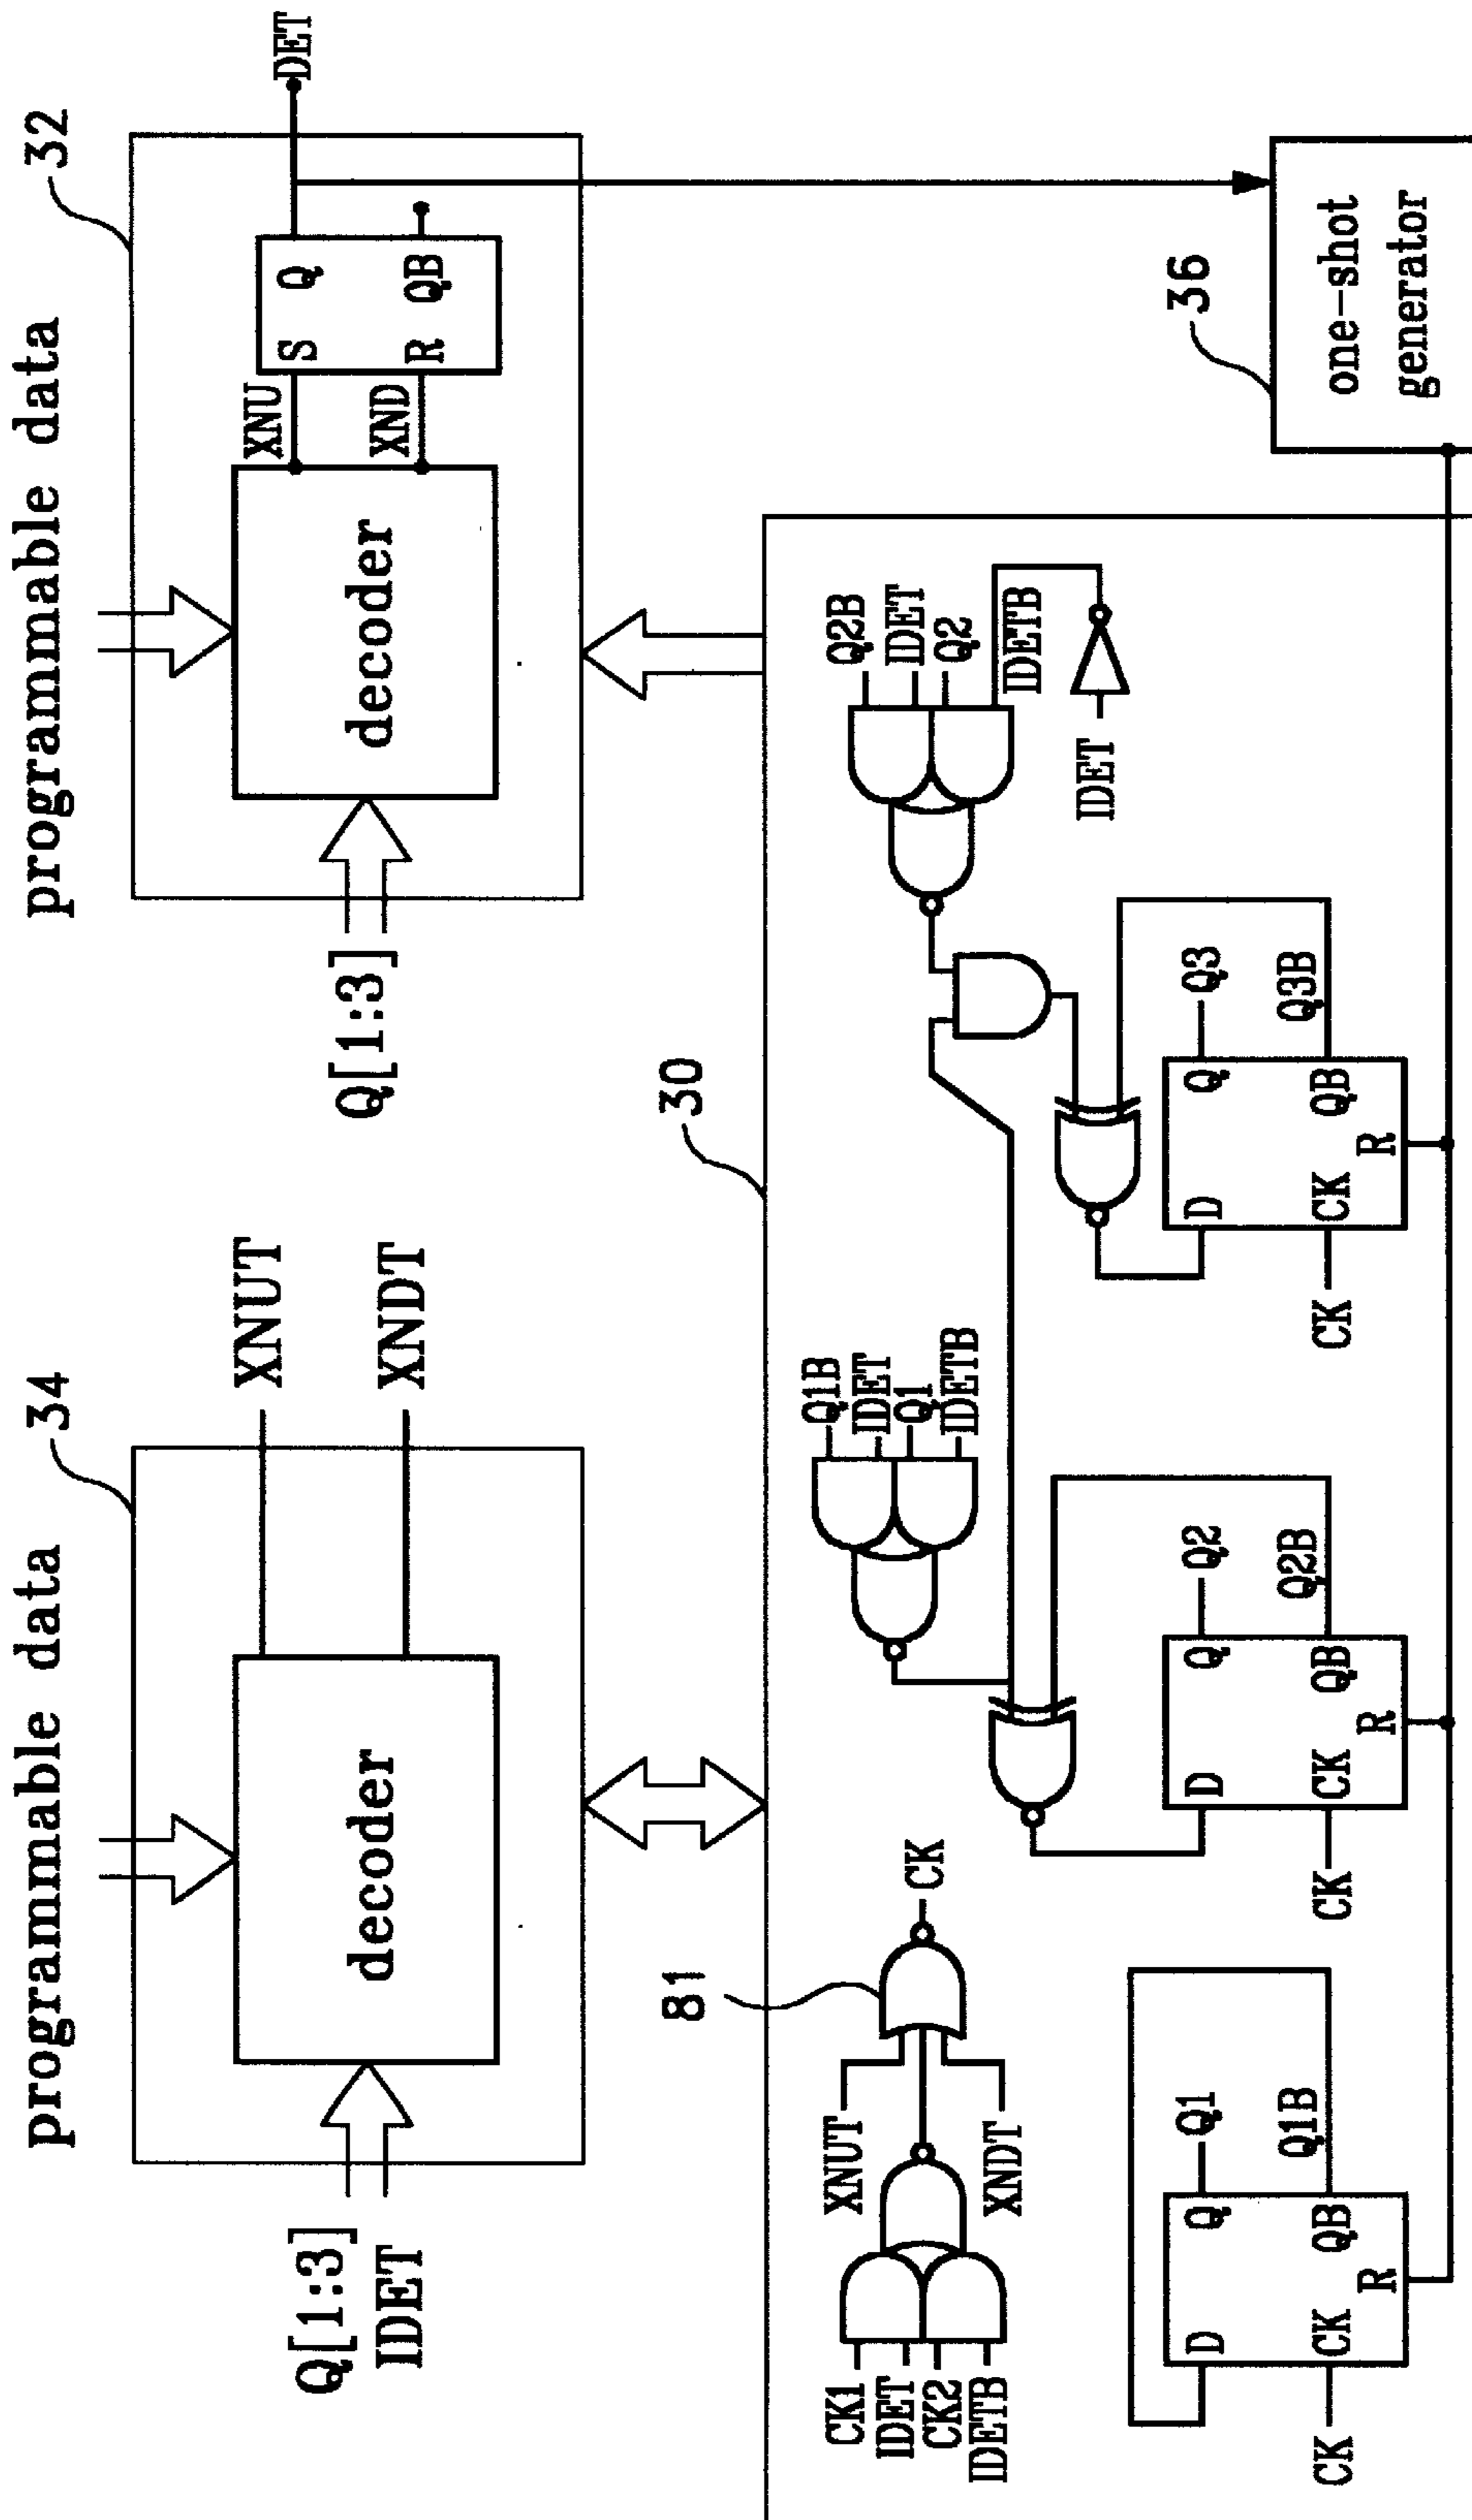 programmable data
34
Q[1:3]
IDET
decoder
XNUT
XNDT
programmable data
32
Q[1:3]
decoder
XNU
XND
S Q
R QB
DET
30
81
CK1
IDET
CK2
IDETB
XNUT
XNDT
CK
Q1B
IDET
Q1
IDETB
Q2B
IDET
Q2
IDETB
IDET
D Q
CK QB
R
CK
Q1
Q1B
D Q
CK QB
R
CK
Q2
Q2B
D Q
CK QB
R
CK
Q3
Q3B
36
one-shot
generator